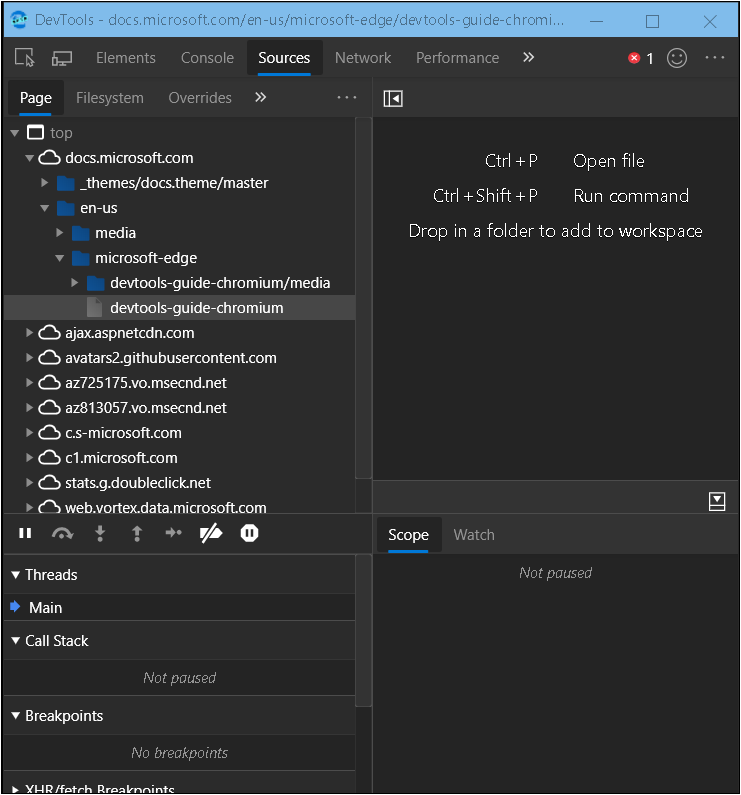 DevTools - docs.microsoft.com/en-us/microsoft-edge/devtools-guide-chromi...
Elements Console Sources Network Performance » 1 ...
Page Filesystem Overrides » ...
top
docs.microsoft.com
_themes/docs.theme/master
en-us
media
microsoft-edge
devtools-guide-chromium/media
devtools-guide-chromium
ajax.aspnetcdn.com
avatars2.githubusercontent.com
az725175.vo.msecnd.net
az813057.vo.msecnd.net
c.s-microsoft.com
c1.microsoft.com
stats.g.doubleclick.net
web.vortex.data.microsoft.com
Ctrl + P Open file
Ctrl + Shift + P Run command
Drop in a folder to add to workspace
Threads
Main
Call Stack
Not paused
Breakpoints
No breakpoints
XHR/fetch Breakpoints
Scope Watch
Not paused